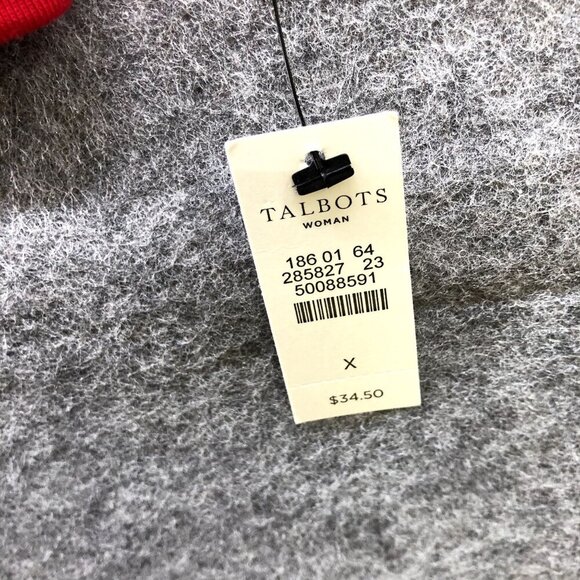 TALBOTS
WOMAN
186 01 64
285827 23
50088591
X
$34.50